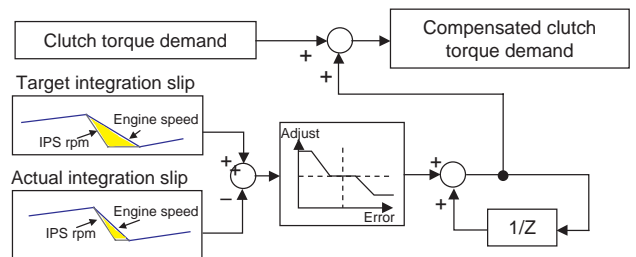 Clutch torque demand
+
+
Compensated clutch
torque demand
Target integration slip
Engine speed
IPS rpm
Actual integration slip
Engine speed
IPS rpm
+
+
−
Adjust
Error
+
+
1/Z